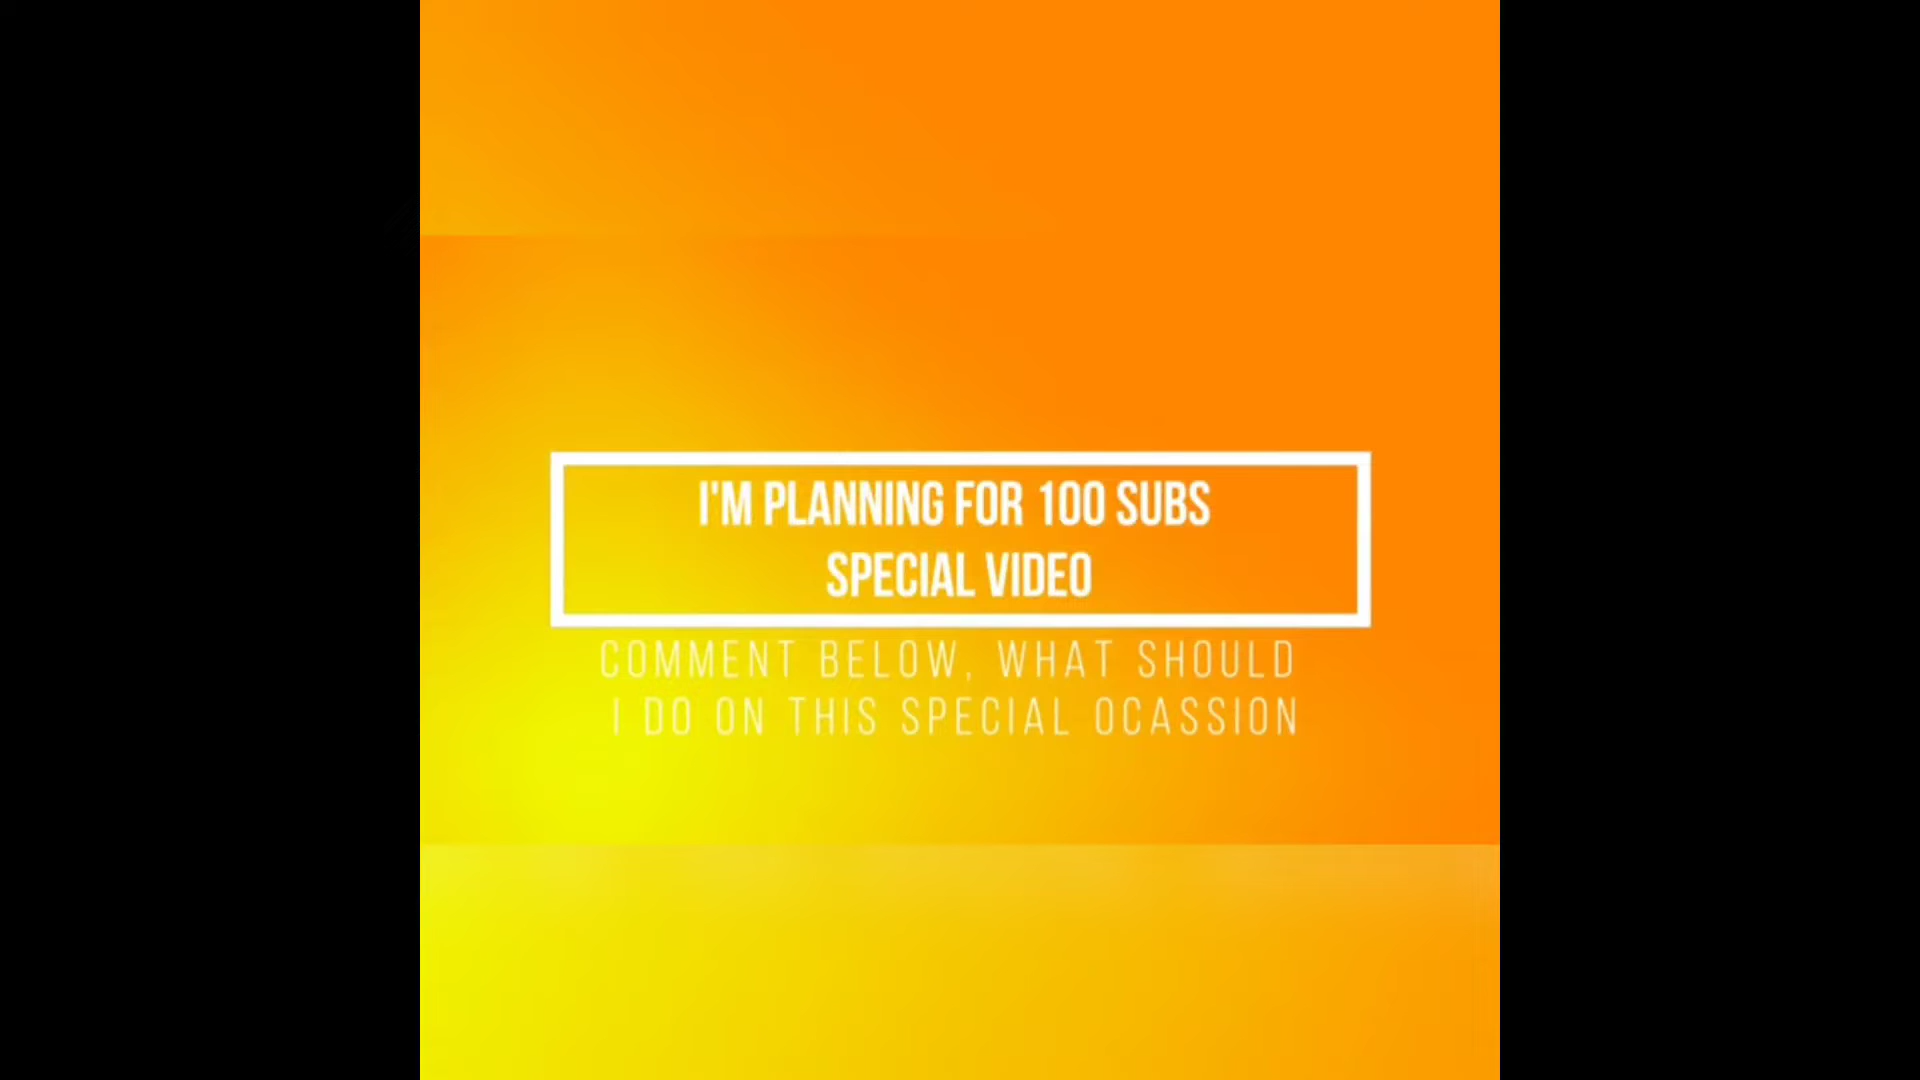 I'M PLANNING FOR 100 SUBS
SPECIAL VIDEO
COMMENT BELOW, WHAT SHOULD
I DO ON THIS SPECIAL OCASSION